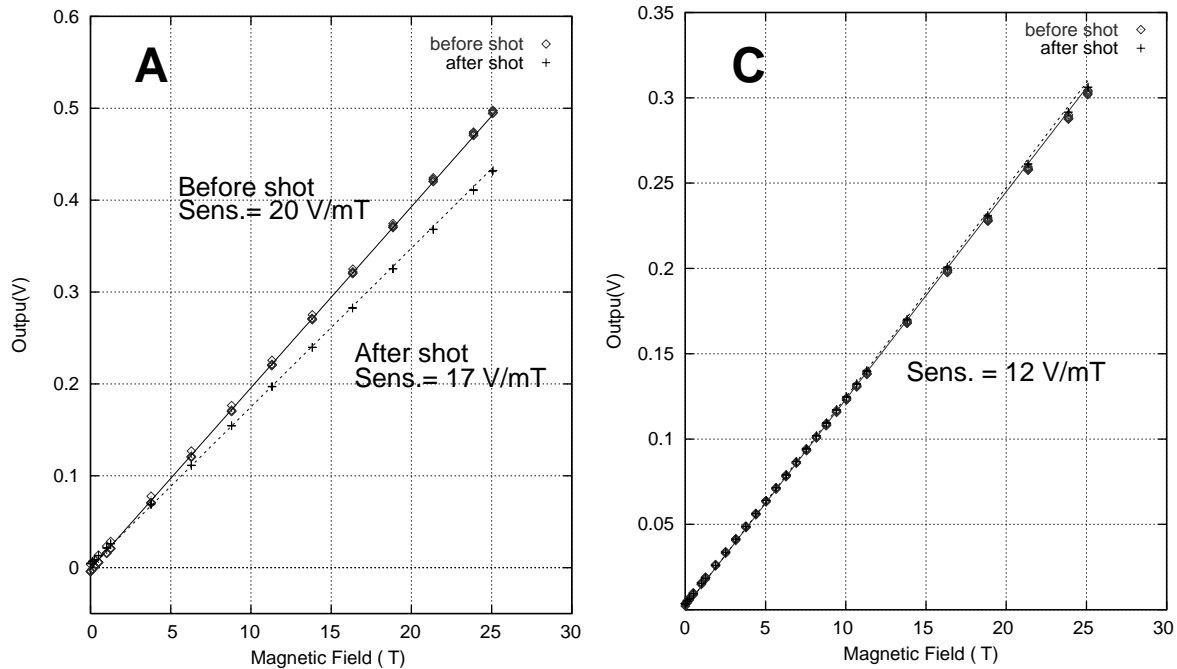 A
before shot
after shot
0.6
0.5
0.4
0.3
0.2
0.1
0
Outpu(V)
Before shot
Sens.= 20 V/mT
After shot
Sens.= 17 V/mT
0 5 10 15 20 25 30
Magnetic Field ( T)
C
before shot
after shot
0.35
0.3
0.25
0.2
0.15
0.1
0.05
Outpu(V)
Sens. = 12 V/mT
0 5 10 15 20 25 30
Magnetic Field ( T)